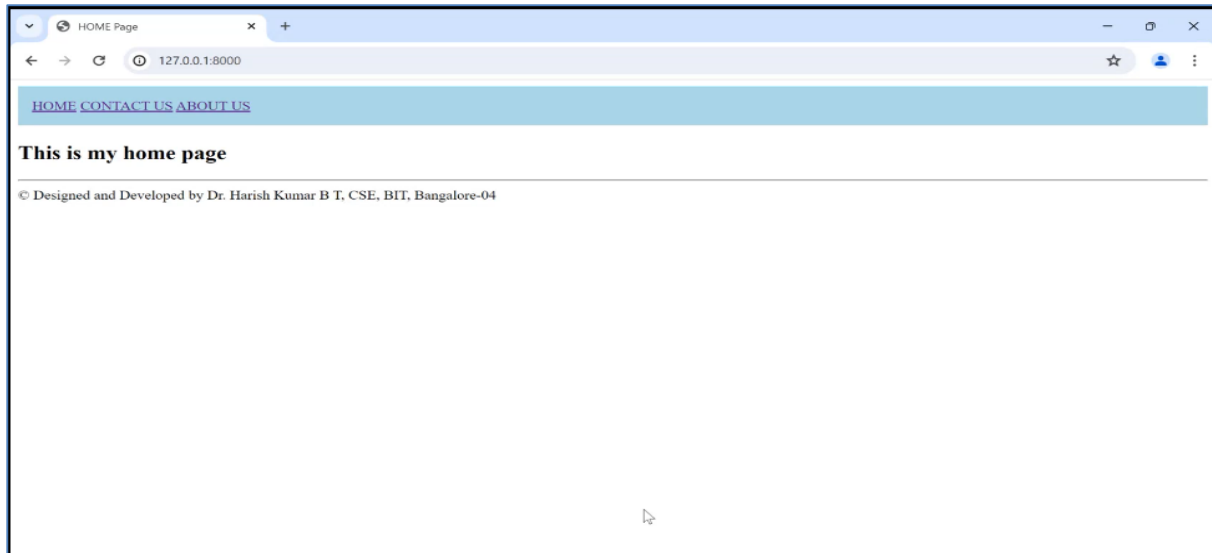 HOME Page
127.0.0.1:8000
HOME CONTACT US ABOUT US
This is my home page
© Designed and Developed by Dr. Harish Kumar B T, CSE, BIT, Bangalore-04